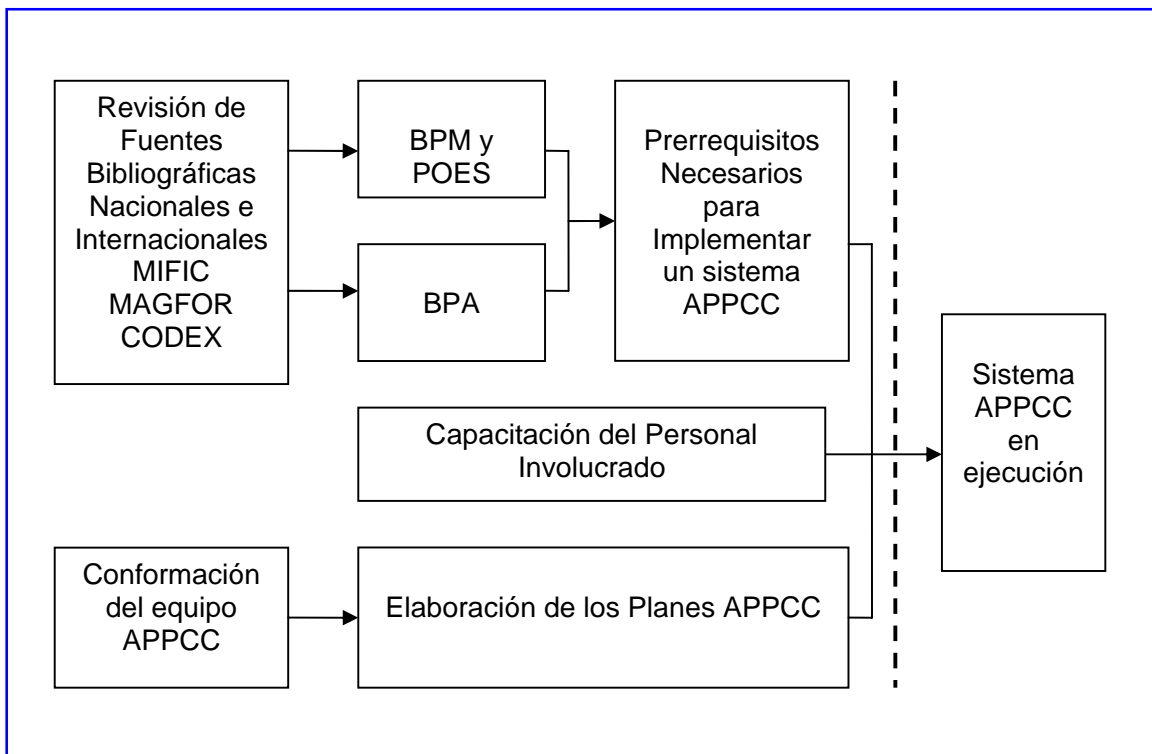 Revisión de
Fuentes
Bibliográficas
Nacionales e
Internacionales
MIFIC
MAGFOR
CODEX
BPM y
POES
BPA
Prerrequisitos
Necesarios
para
Implementar
un sistema
APPCC
Capacitación del Personal
Involucrado
Sistema
APPCC
en
ejecución
Conformación
del equipo
APPCC
Elaboración de los Planes APPCC